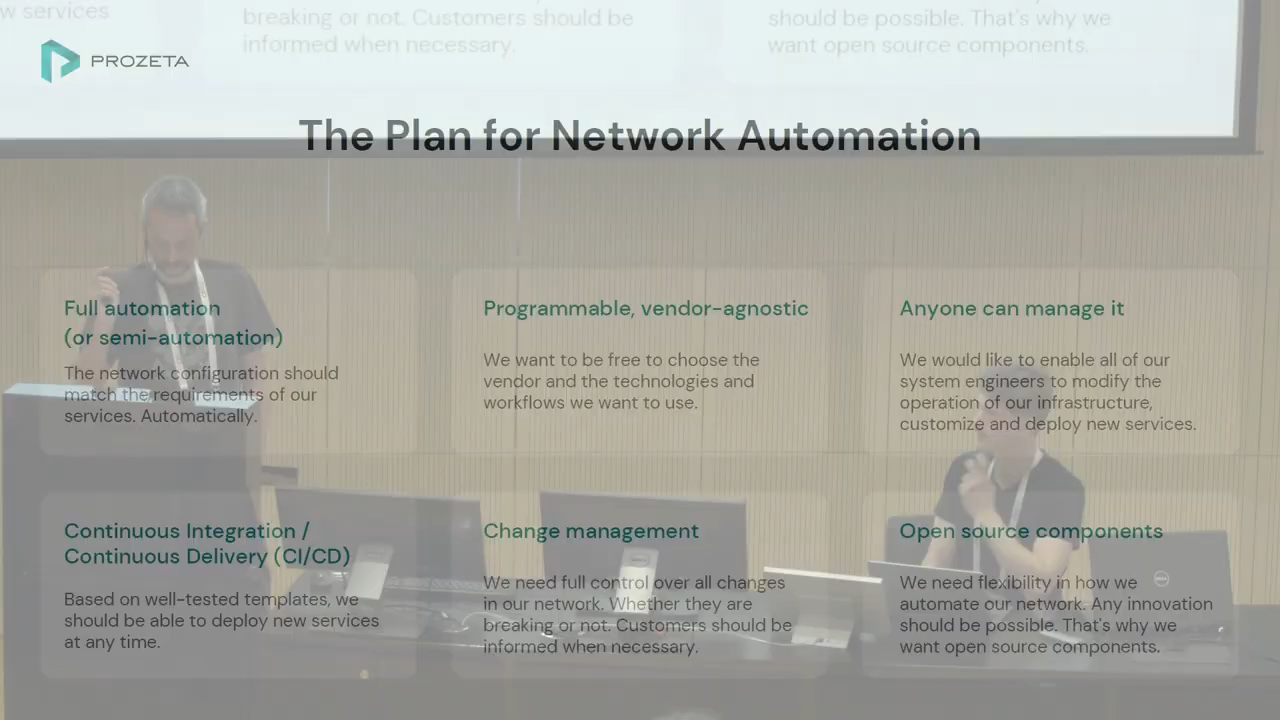 w services
breaking or not. Customers should be
informed when necessary.
should be possible. That's why we
want open source components.
PROZETA
The Plan for Network Automation
Full automation
(or semi-automation)
The network configuration should
match the requirements of our
services. Automatically.
Programmable, vendor-agnostic
We want to be free to choose the
vendor and the technologies and
workflows we want to use.
Anyone can manage it
We would like to enable all of our
system engineers to modify the
operation of our infrastructure,
customize and deploy new services.
Continuous Integration /
Continuous Delivery (CI/CD)
Based on well-tested templates, we
should be able to deploy new services
at any time.
Change management
We need full control over all changes
in our network. Whether they are
breaking or not. Customers should be
informed when necessary.
Open source components
We need flexibility in how we
automate our network. Any innovation
should be possible. That's why we
want open source components.